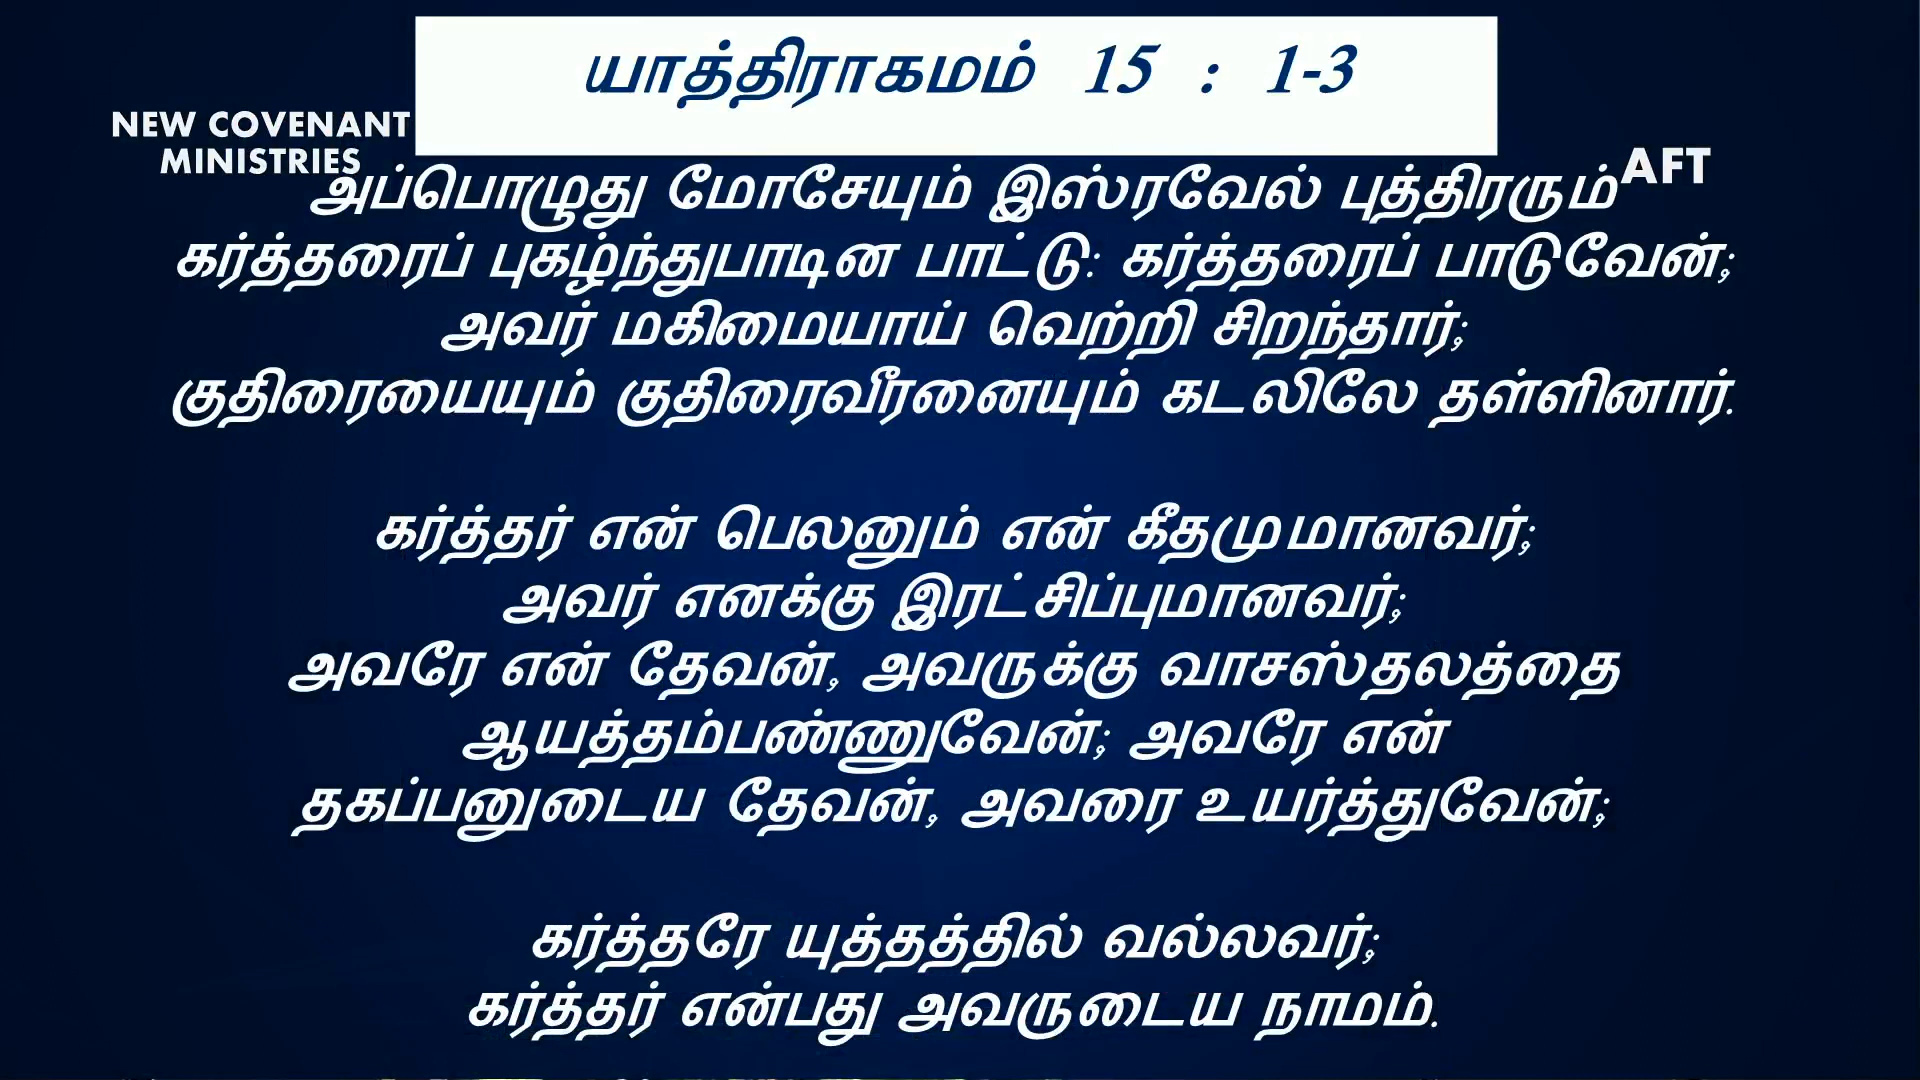 யாத்திராகமம் 15 : 1-3
NEW COVENANT
MINISTRIES
AFT
அப்பொழுது மோசேயும் இஸ்ரவேல் புத்திரரும்
கர்த்தரைப் புகழ்ந்துபாடின பாட்டு: கர்த்தரைப் பாடுவேன்;
அவர் மகிமையாய் வெற்றி சிறந்தார்;
குதிரையையும் குதிரைவீரனையும் கடலிலே தள்ளினார்.
கர்த்தர் என் பெலனும் என் கீதமுமானவர்;
அவர் எனக்கு இரட்சிப்புமானவர்;
அவரே என் தேவன், அவருக்கு வாசஸ்தலத்தை
ஆயத்தம்பண்ணுவேன்; அவரே என்
தகப்பனுடைய தேவன், அவரை உயர்த்துவேன்;
கர்த்தரே யுத்தத்தில் வல்லவர்;
கர்த்தர் என்பது அவருடைய நாமம்.